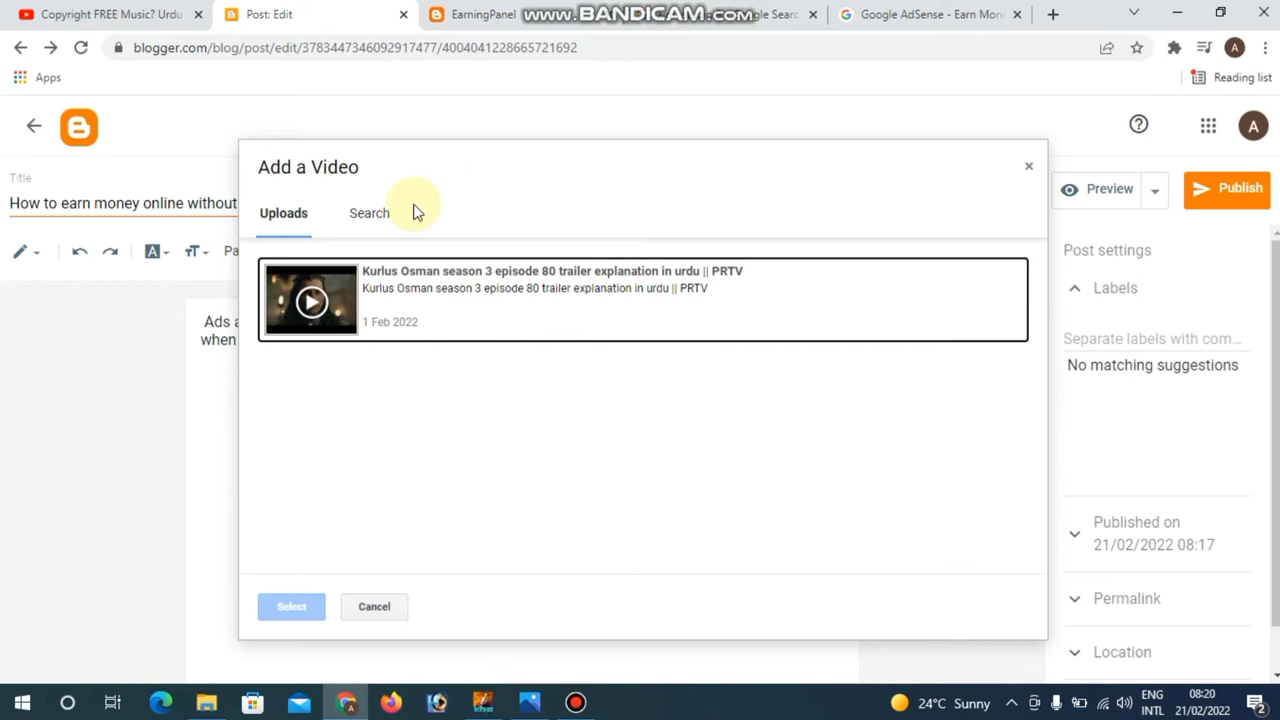 Copyright FREE Music? Urdu
Post: Edit
EarningPanel
www.BANDICAM.com
gle Searc
Google AdSense - Earn Mon
blogger.com/blog/post/edit/3783447346092917477/4004041228665721692
A
Apps
Reading list
A
Title
How to earn money online without
Preview
Publish
A
Pa
Ads a
when
Add a Video
Uploads
Search
Kurlus Osman season 3 episode 80 trailer explanation in urdu || PRTV
Kurlus Osman season 3 episode 80 trailer explanation in urdu || PRTV
1 Feb 2022
Select
Cancel
Post settings
Labels
Separate labels with com...
No matching suggestions
Published on
21/02/2022 08:17
Permalink
Location
24°C Sunny
ENG
INTL
08:20
21/02/2022
2